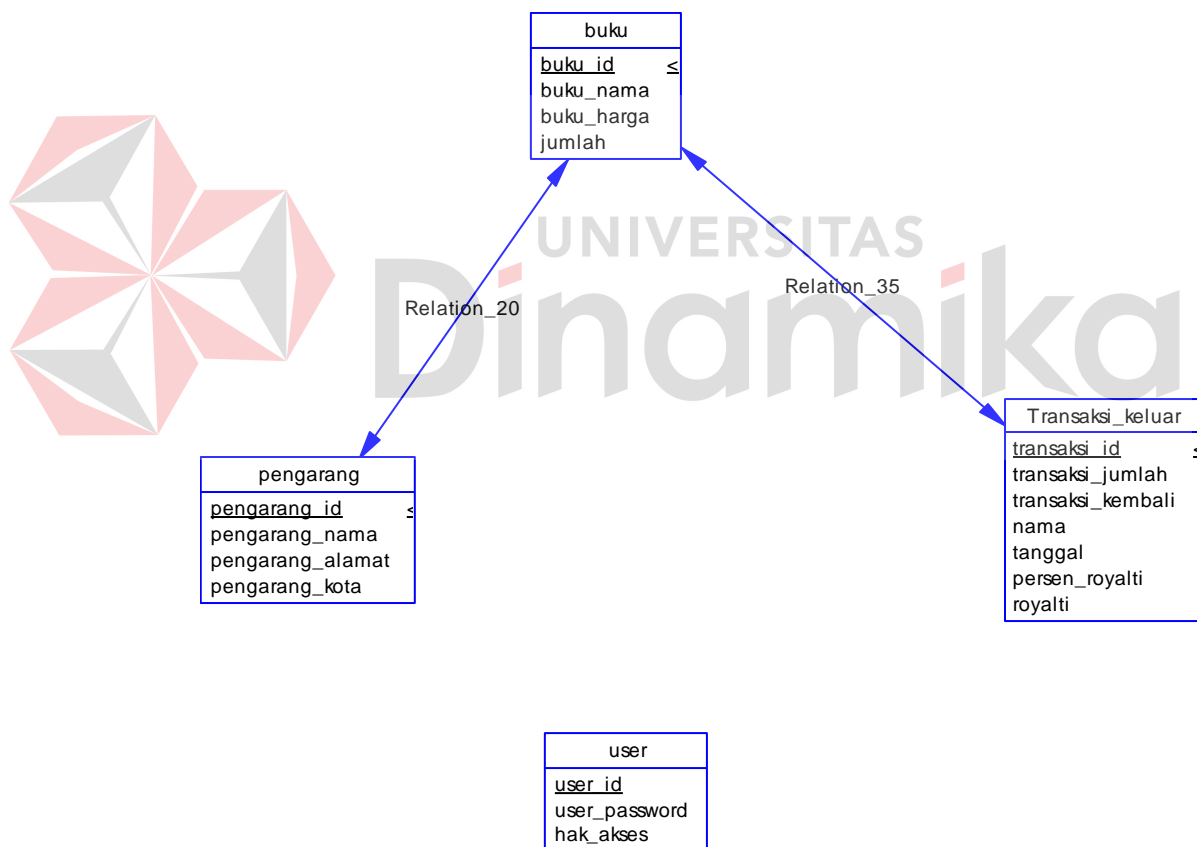 buku
buku_id <
buku_nama
buku_harga
jumlah
UNIVERSITAS
Dinamika
Relation_20
Relation_35
pengarang
pengarang_id <
pengarang_nama
pengarang_alamat
pengarang_kota
Transaksi_keluar
transaksi_id <
transaksi_jumlah
transaksi_kembali
nama
tanggal
persen_royalti
royalti
user
user_id
user_password
hak_akses